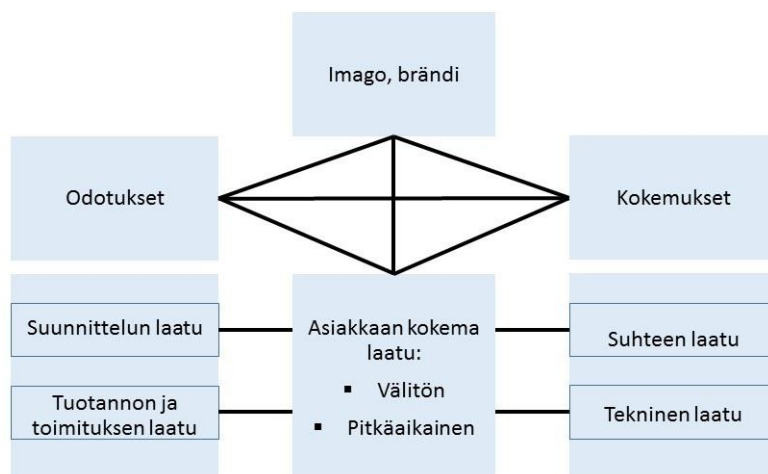 Imago, brändi
Odotukset
Kokemukset
Suunnittelun laatu
Tuotannon ja
toimituksen laatu
Asiakkaan kokema
laatu:
▪ Välitön
▪ Pitkäaikainen
Suhteen laatu
Tekninen laatu